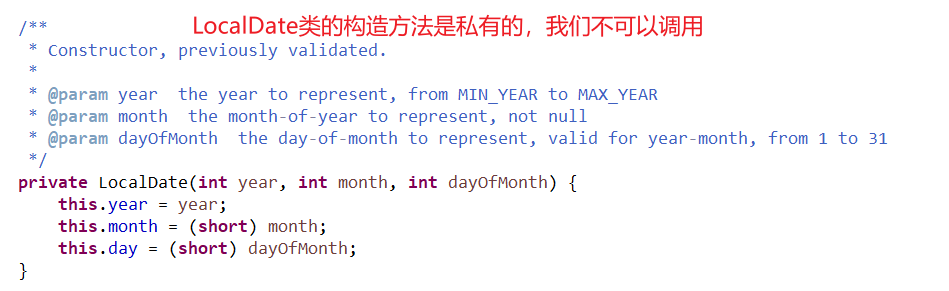 /**
LocalDate类的构造方法是私有的，我们不可以调用
* Constructor, previously validated.
*
* @param year  the year to represent, from MIN_YEAR to MAX_YEAR
* @param month  the month-of-year to represent, not null
* @param dayOfMonth  the day-of-month to represent, valid for year-month, from 1 to 31
*/
private LocalDate(int year, int month, int dayOfMonth) {
    this.year = year;
    this.month = (short) month;
    this.day = (short) dayOfMonth;
}